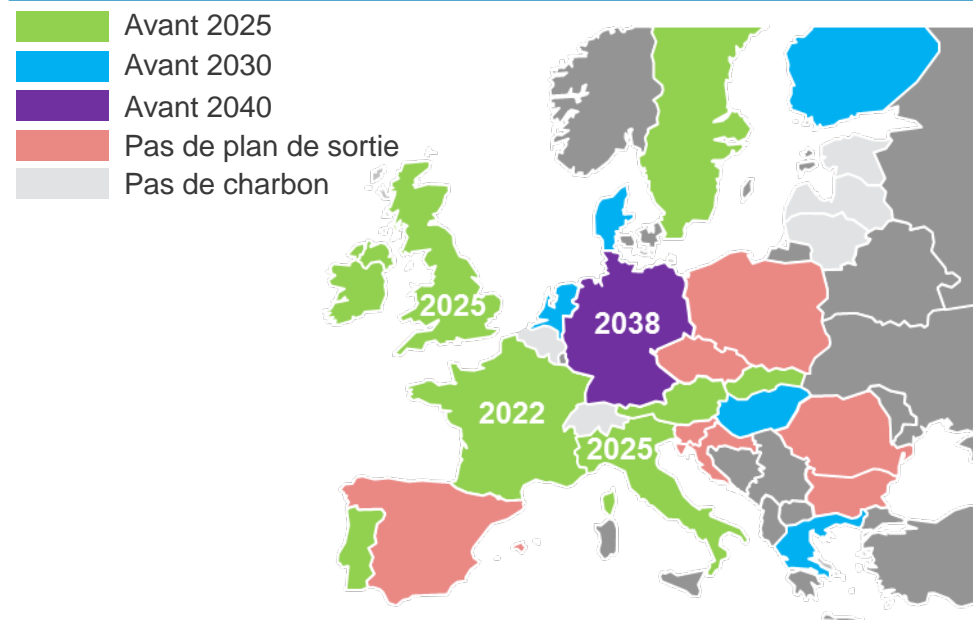 Avant 2025
Avant 2030
Avant 2040
Pas de plan de sortie
Pas de charbon
2025
2038
2022
2025